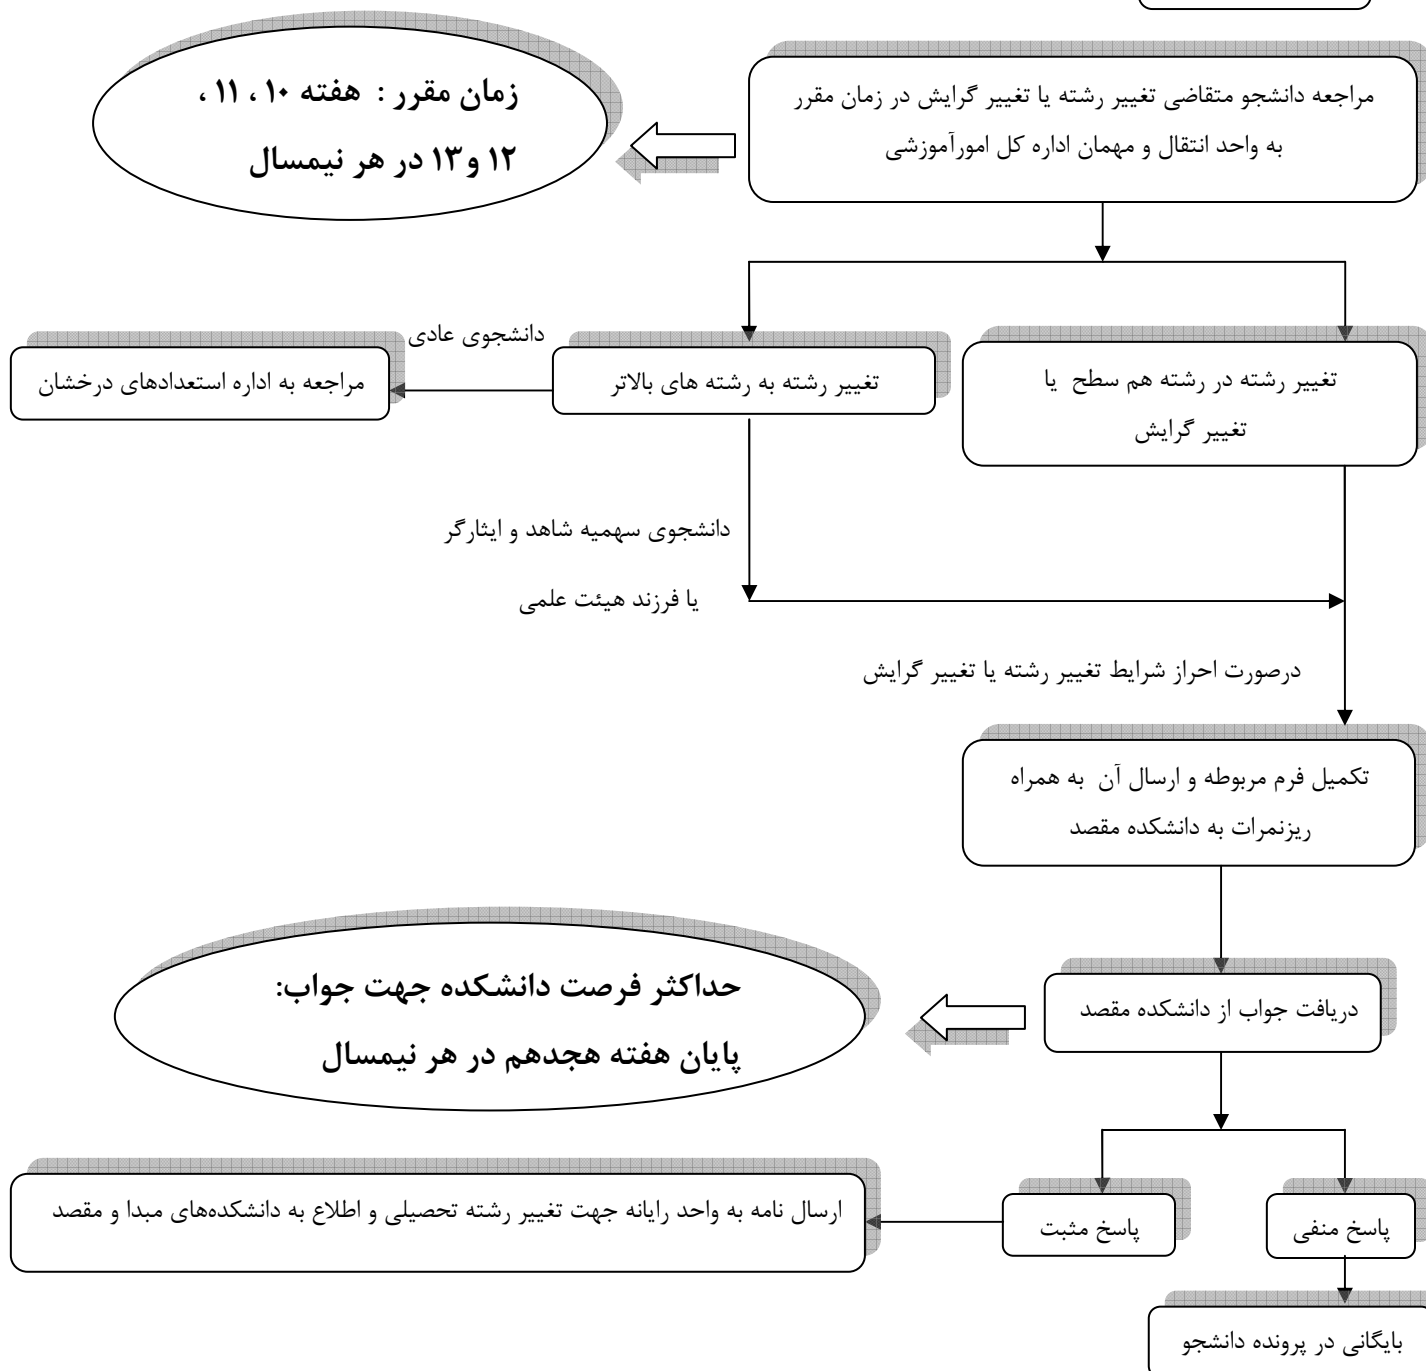 مراجعه دانشجو متقاضی تغییر رشته یا تغییر گرایش در زمان مقرر
به واحد انتقال و مهمان اداره کل امورآموزشی
زمان مقرر : هفته ۱۰ ، ۱۱ ،
۱۲ و ۱۳ در هر نیمسال
تغییر رشته در رشته هم سطح یا
تغییر گرایش
تغییر رشته به رشته های بالاتر
دانشجوی عادی
مراجعه به اداره استعدادهای درخشان
دانشجوی سهمیه شاهد و ایثارگر
یا فرزند هیئت علمی
درصورت احراز شرایط تغییر رشته یا تغییر گرایش
تکمیل فرم مربوطه و ارسال آن به همراه
ریزنمرات به دانشکده مقصد
دریافت جواب از دانشکده مقصد
حداکثر فرصت دانشکده جهت جواب:
پایان هفته هجدهم در هر نیمسال
پاسخ منفی
پاسخ مثبت
ارسال نامه به واحد رایانه جهت تغییر رشته تحصیلی و اطلاع به دانشکده‌های مبدا و مقصد
بایگانی در پرونده دانشجو